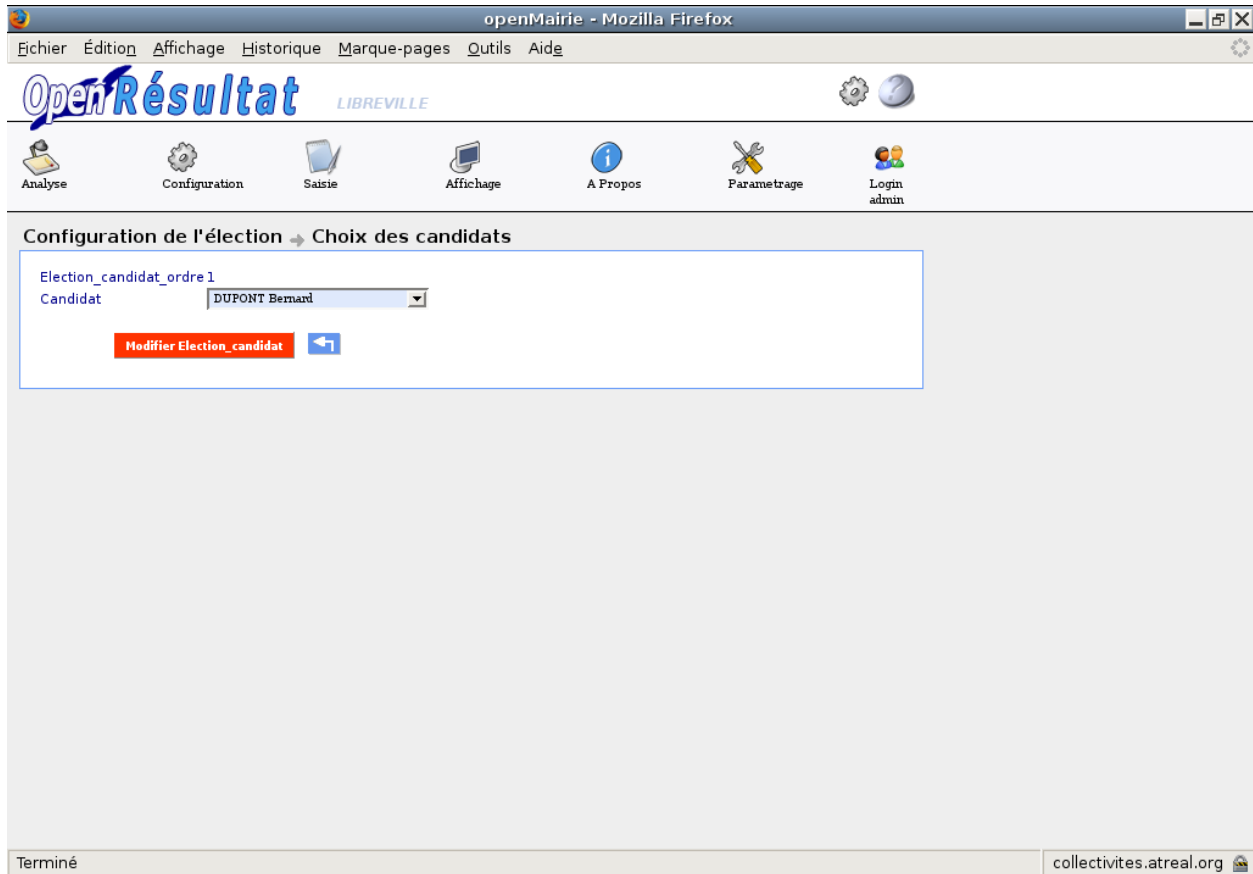 openMairie - Mozilla Firefox
Fichier Édition Affichage Historique Marque-pages Outils Aide
OpenRésultat LIBREVILLE
Analyse Configuration Saisie Affichage A Propos Parametrage Login
admin
Configuration de l'élection Choix des candidats
Election_candidat_ordre 1
Candidat DUPONT Bernard
Modifier Election_candidat
Terminé collectivites.atreal.org